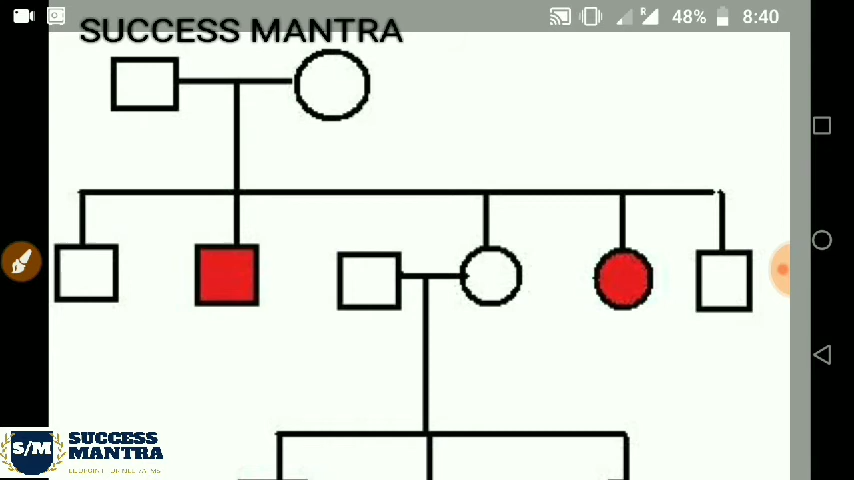 SUCCESS MANTRA
R
48%
8:40
S/M
SUCCESS
MANTRA